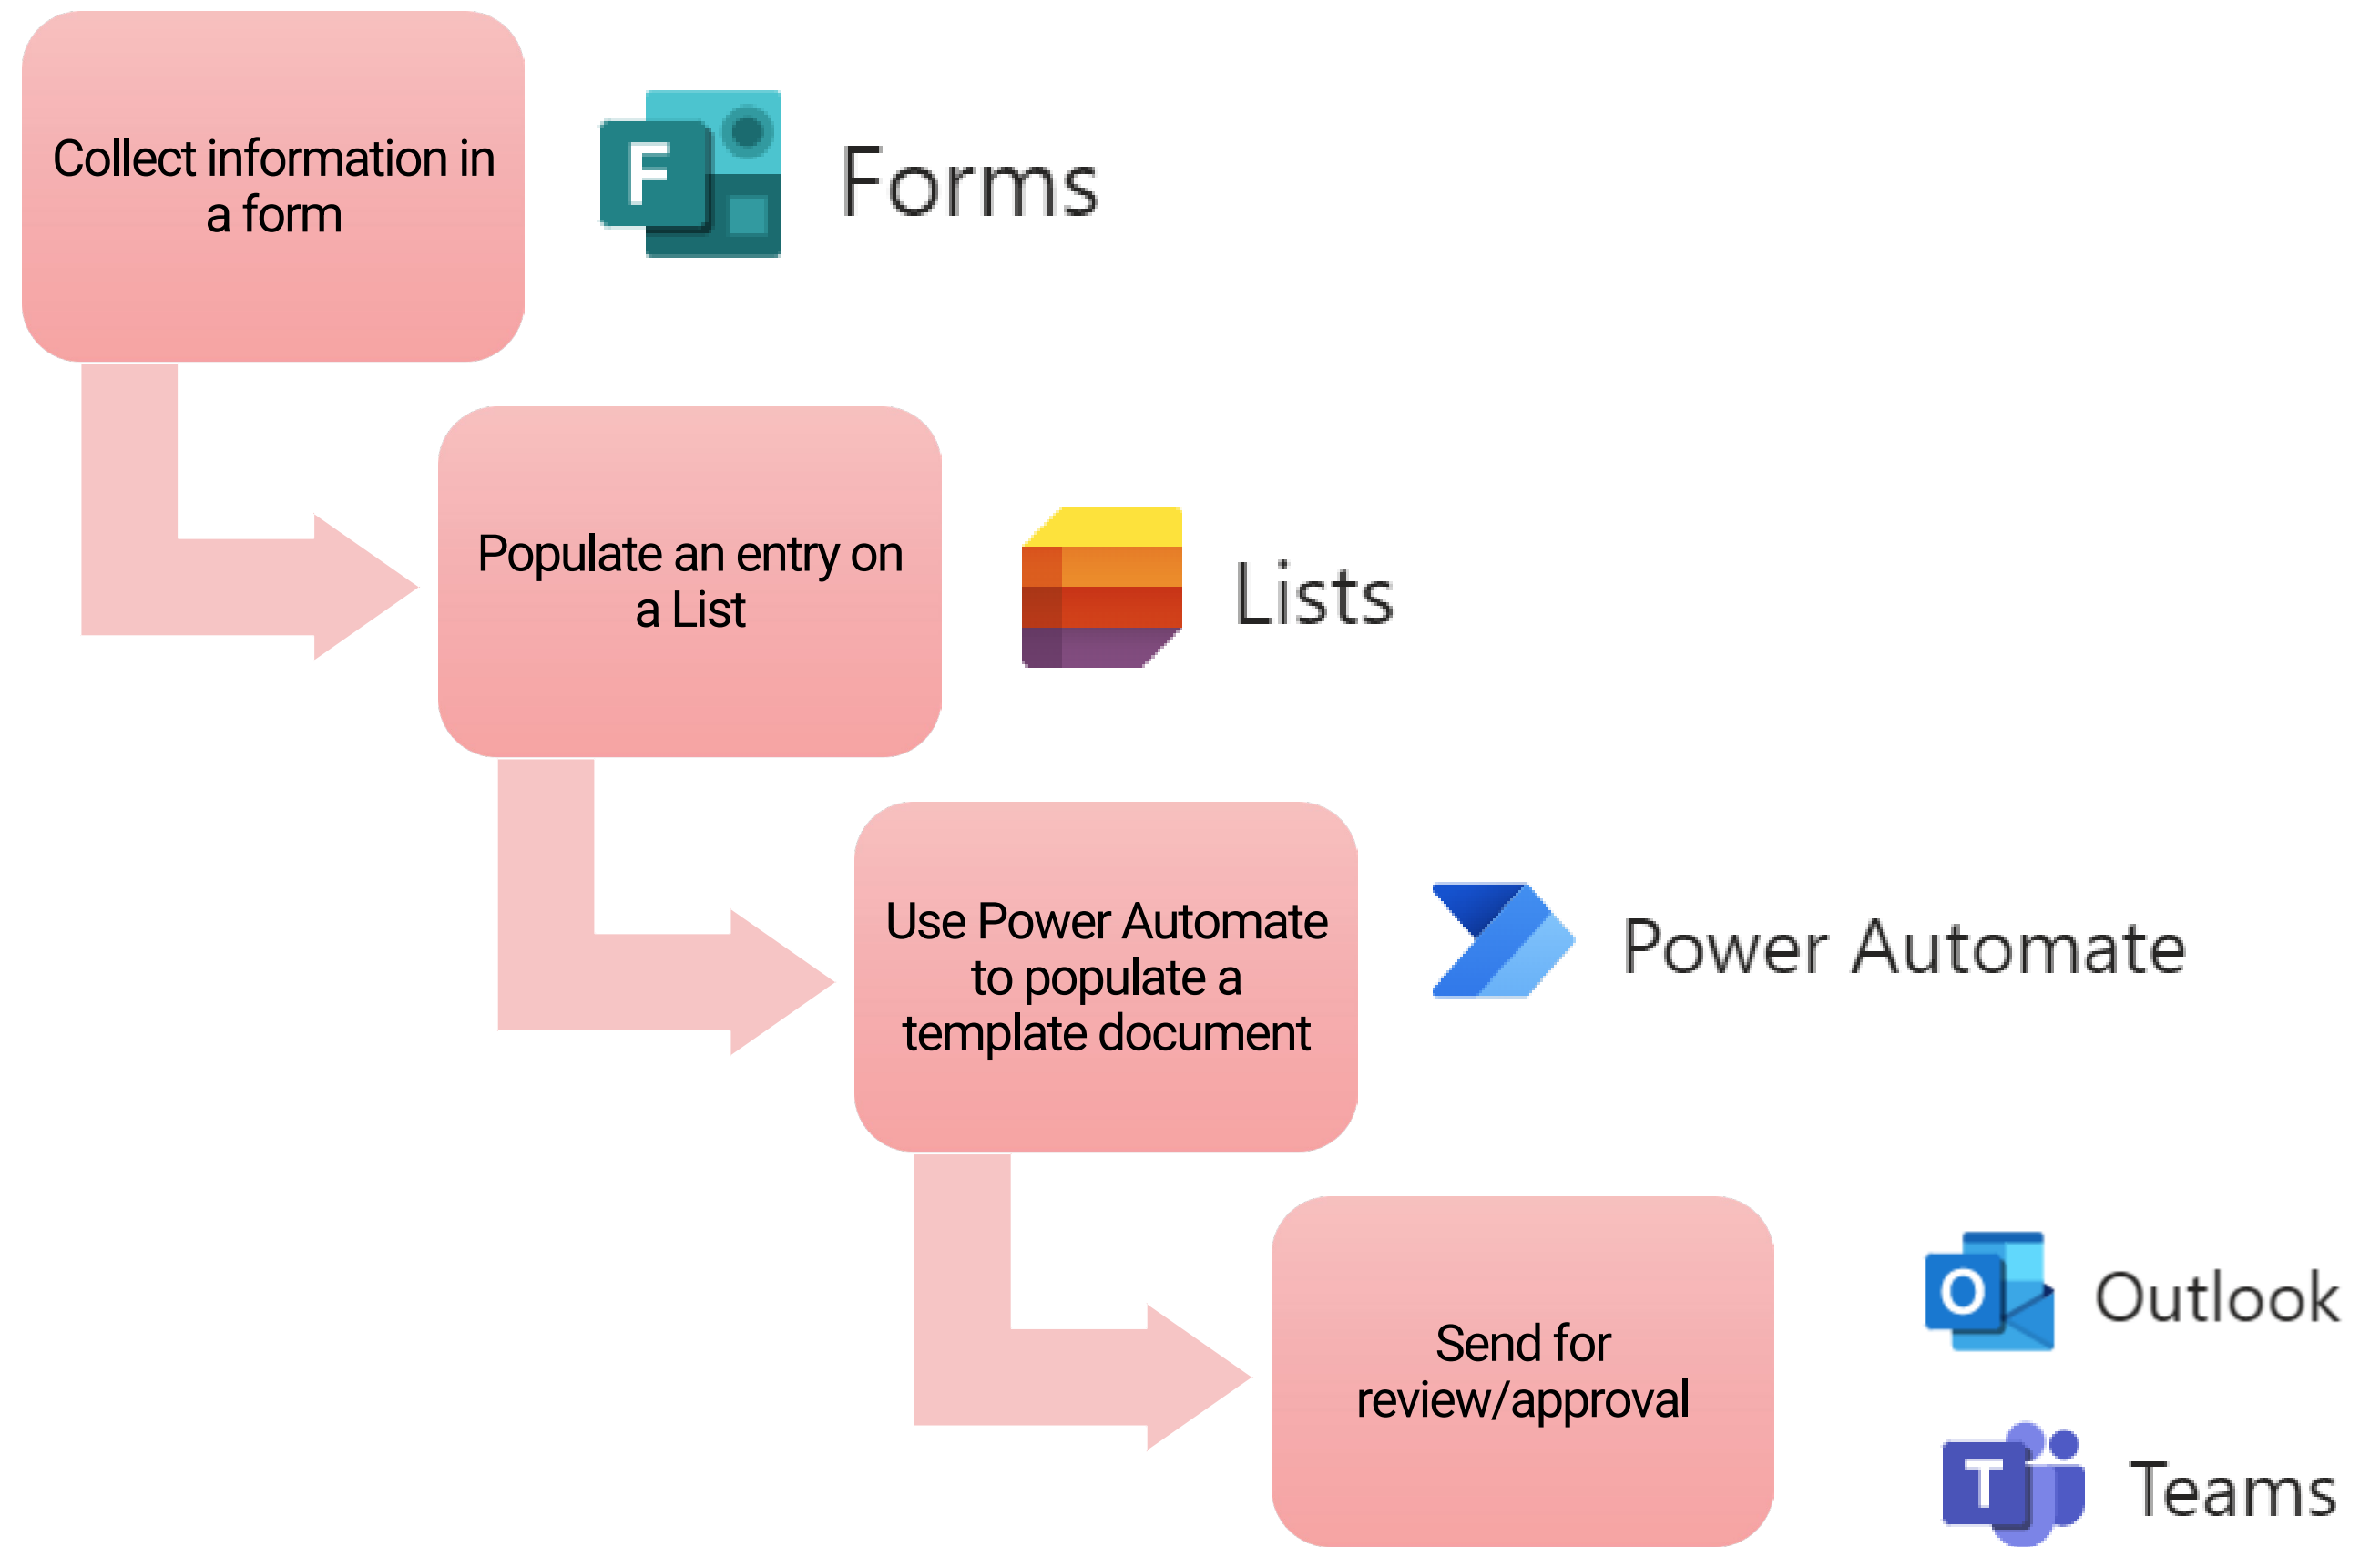 Collect information in
a form
F
Forms
Populate an entry on
a List
Lists
Use Power Automate
to populate a
template document
Power Automate
Send for
review/approval
O
Outlook
T
Teams